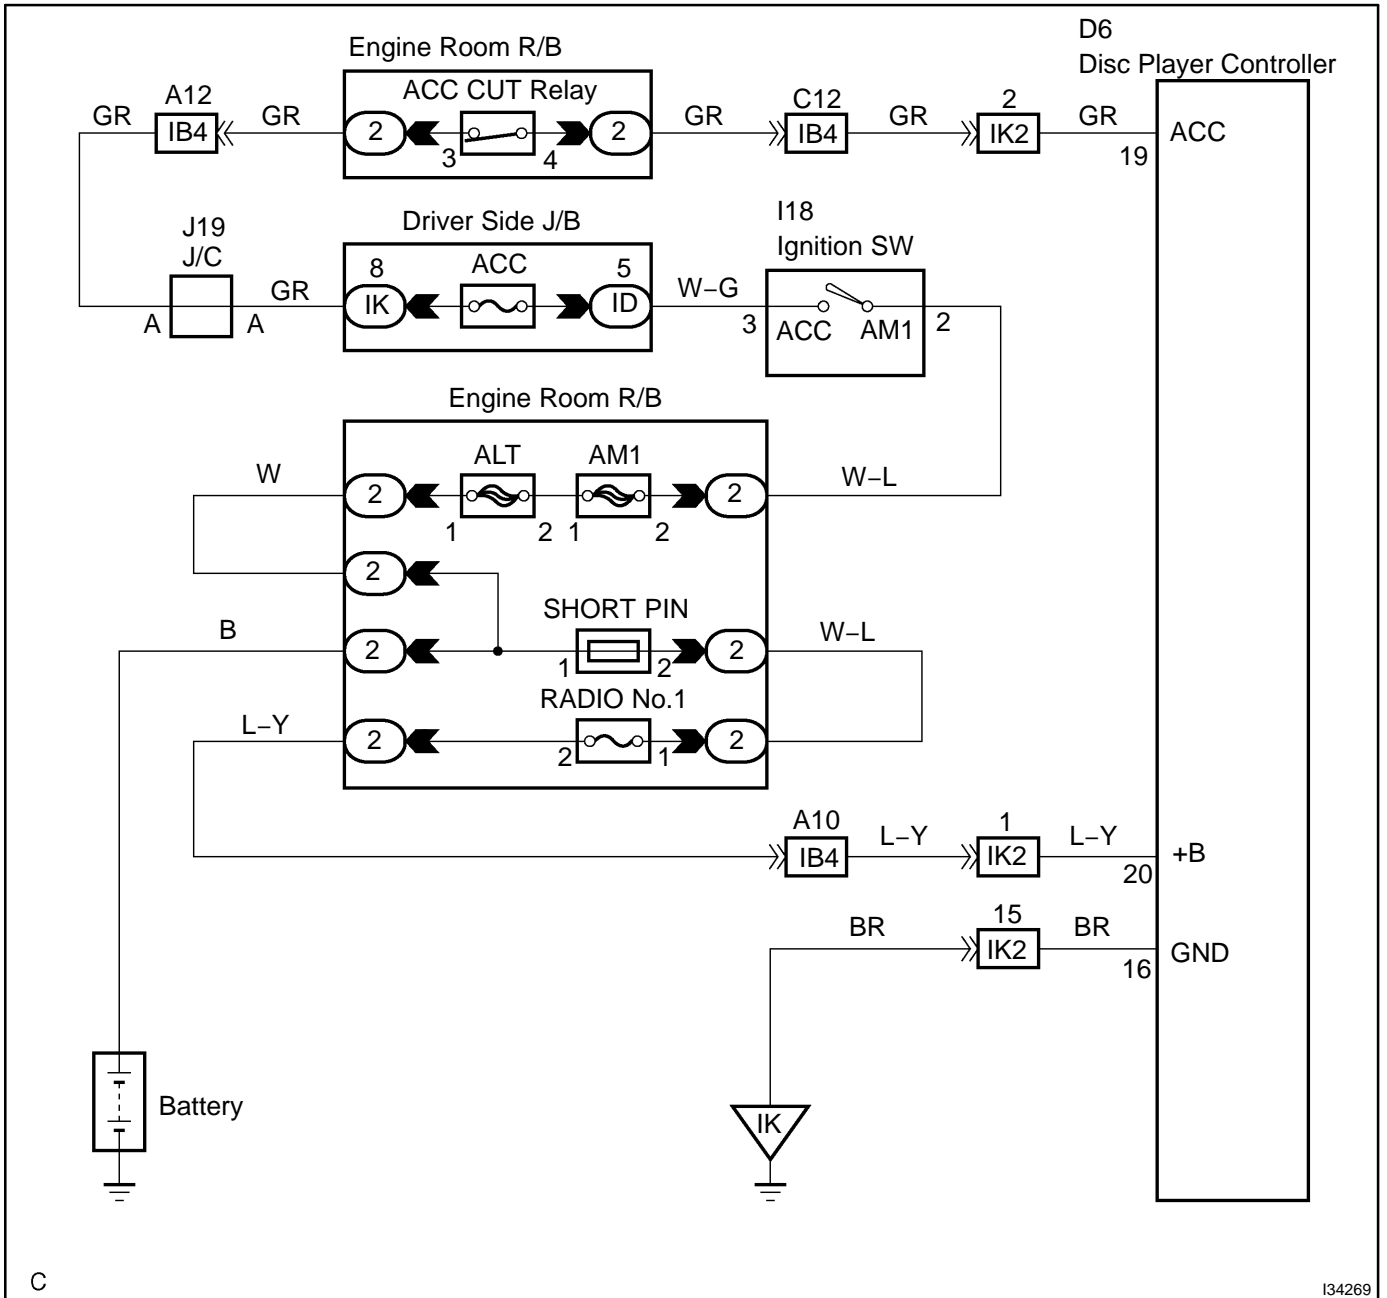 D6
Disc Player Controller
Engine Room R/B
ACC CUT Relay
A12
C12
2
GR
IB4
GR
2
3
4
2
GR
IB4
GR
IK2
GR
19
ACC
J19
J/C
Driver Side J/B
I18
Ignition SW
8
ACC
5
A
A
GR
IK
ID
W–G
3
ACC
AM1
2
Engine Room R/B
ALT
AM1
W
2
1
2
1
2
2
W–L
2
SHORT PIN
B
2
1
2
2
W–L
RADIO No.1
L–Y
2
2
1
2
A10
1
IB4
L–Y
IK2
L–Y
20
+B
15
BR
IK2
BR
16
GND
Battery
IK
C
I34269